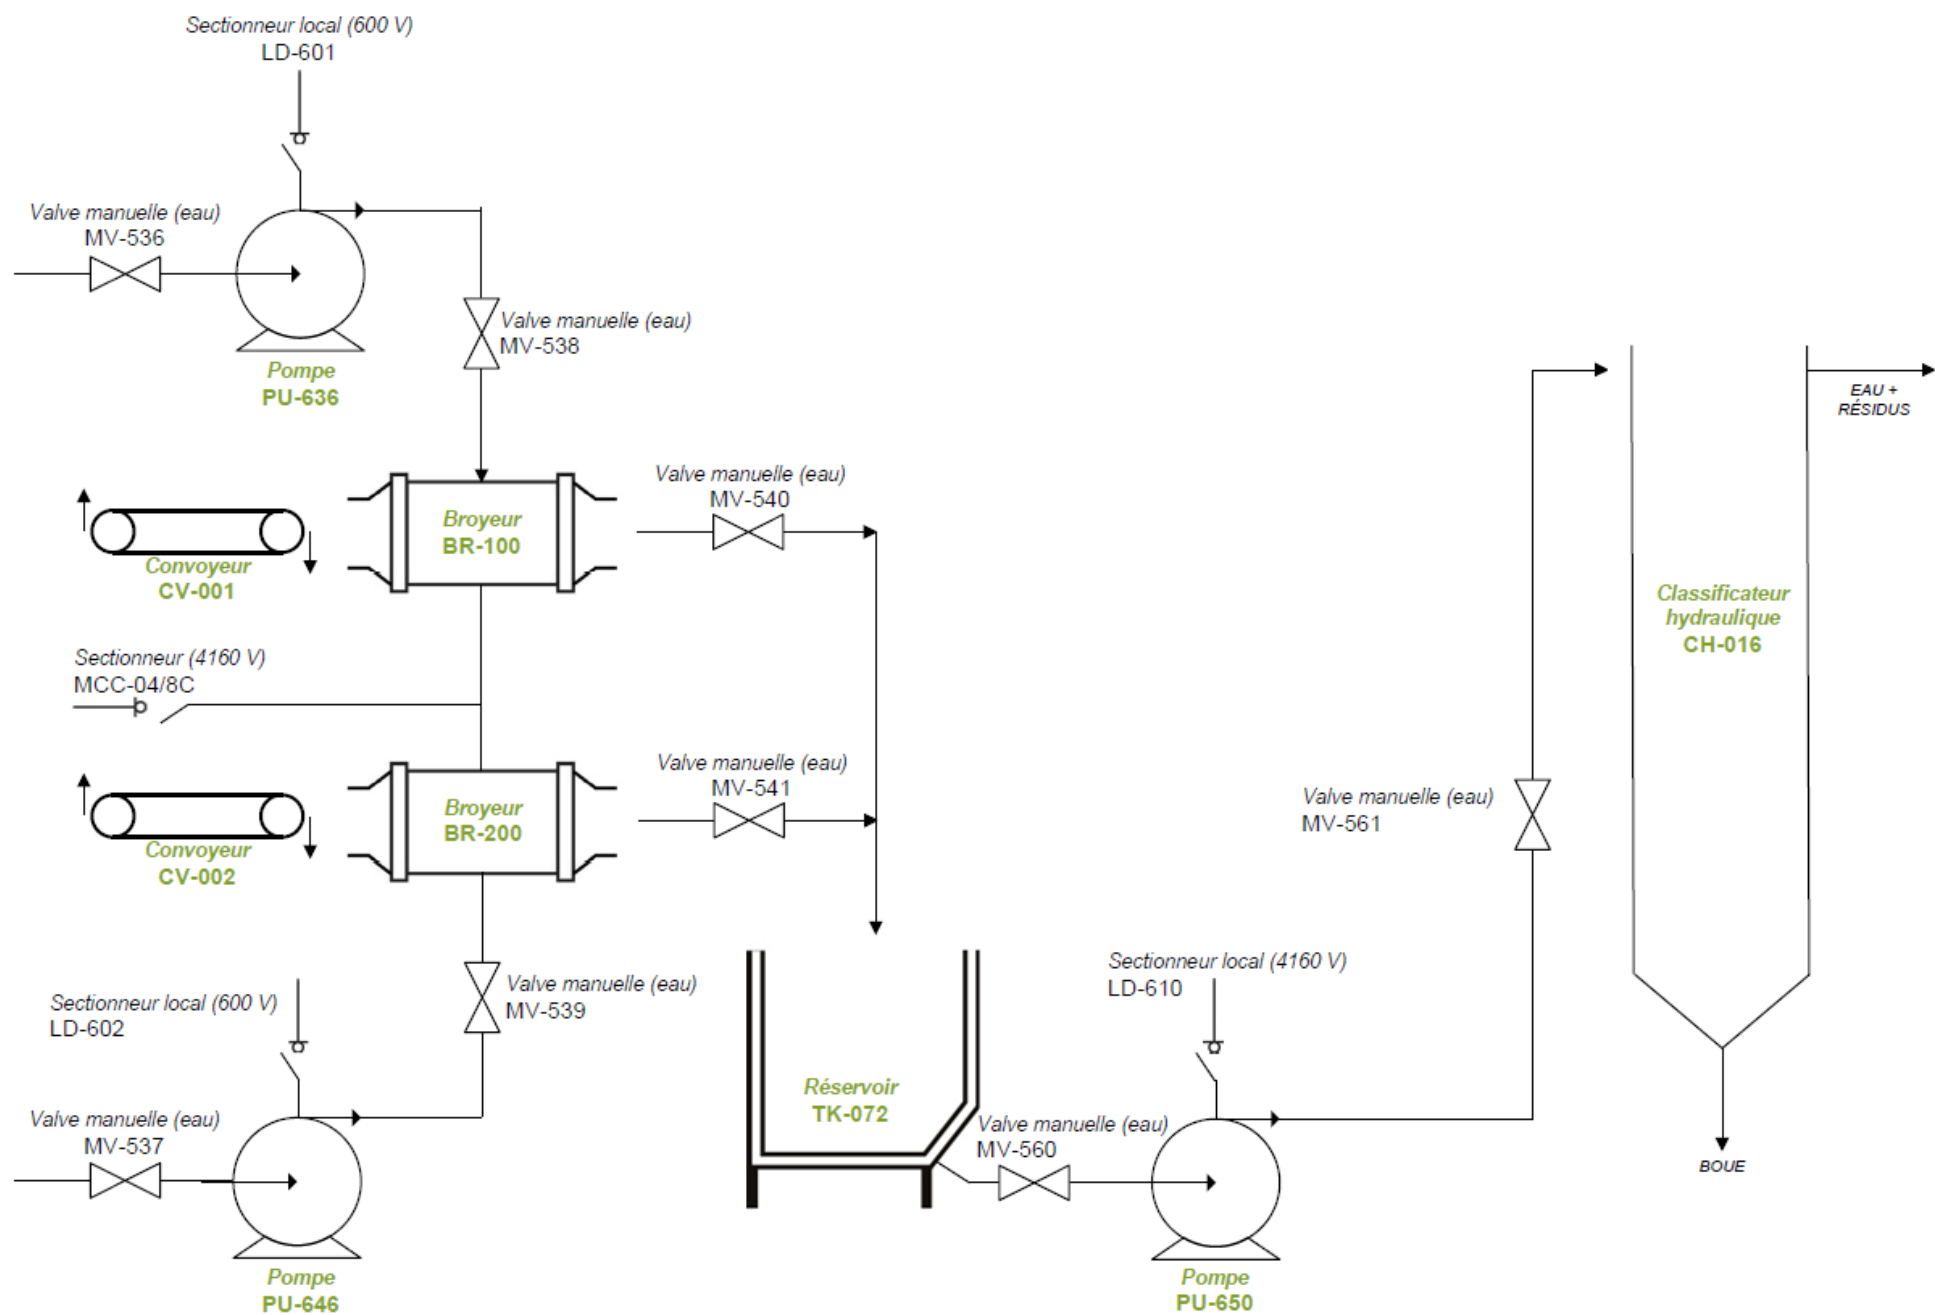 Sectionneur local (600 V)
LD-601
Valve manuelle (eau)
MV-536
Pompe
PU-636
Valve manuelle (eau)
MV-538
EAU +
RÉSIDUS
Convoyeur
CV-001
Broyeur
BR-100
Valve manuelle (eau)
MV-540
Classificateur
hydraulique
CH-016
Sectionneur (4160 V)
MCC-04/8C
Convoyeur
CV-002
Broyeur
BR-200
Valve manuelle (eau)
MV-541
Valve manuelle (eau)
MV-561
Sectionneur local (600 V)
LD-602
Valve manuelle (eau)
MV-539
Sectionneur local (4160 V)
LD-610
Valve manuelle (eau)
MV-537
Réservoir
TK-072
Valve manuelle (eau)
MV-560
BOUE
Pompe
PU-646
Pompe
PU-650